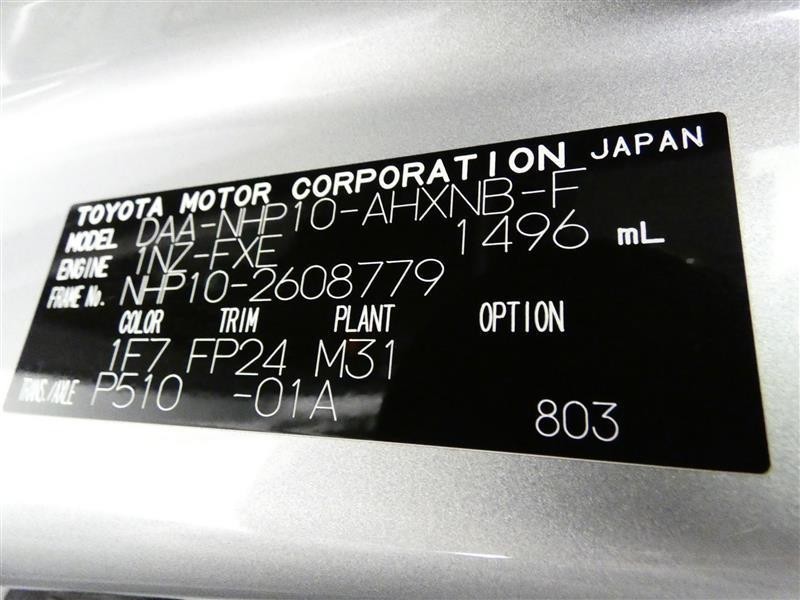 TOYOTA MOTOR CORPORATION JAPAN
MODEL DAA-NHP10-AHXNB-F
ENGINE 1NZ-FXE 1496 mL
FRAME No. NHP10-2608779
COLOR TRIM PLANT OPTION
1F7 FP24 M31
TRANS./AXLE P510 -01A
803